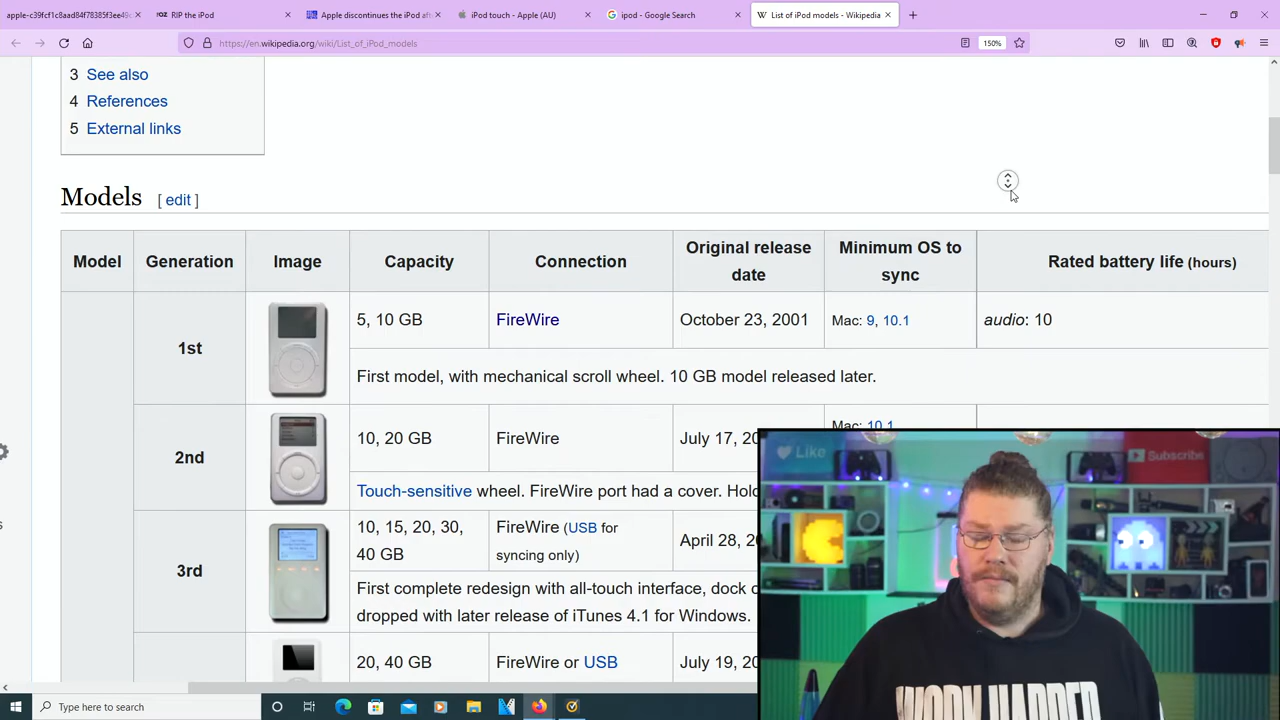 apple-c39fcf1c8aad84f78385f3ee49c
RIP the iPod
Apple discontinues the iPod aft
iPod touch - Apple (AU)
ipod - Google Search
List of iPod models - Wikipedia
https://en.wikipedia.org/wiki/List_of_iPod_models
150%
3 See also
4 References
5 External links
Models [ edit ]
Model Generation Image Capacity Connection Original release date Minimum OS to sync Rated battery life (hours)
1st
5, 10 GB FireWire October 23, 2001 Mac: 9, 10.1 audio: 10
First model, with mechanical scroll wheel. 10 GB model released later.
2nd
10, 20 GB FireWire July 17, 20 Mac: 10.1
Touch-sensitive wheel. FireWire port had a cover. Hold
3rd
10, 15, 20, 30, 40 GB FireWire (USB for syncing only) April 28, 20
First complete redesign with all-touch interface, dock c
dropped with later release of iTunes 4.1 for Windows.
20, 40 GB FireWire or USB July 19, 20
Like
Subscribe
WORK HARDER
Type here to search